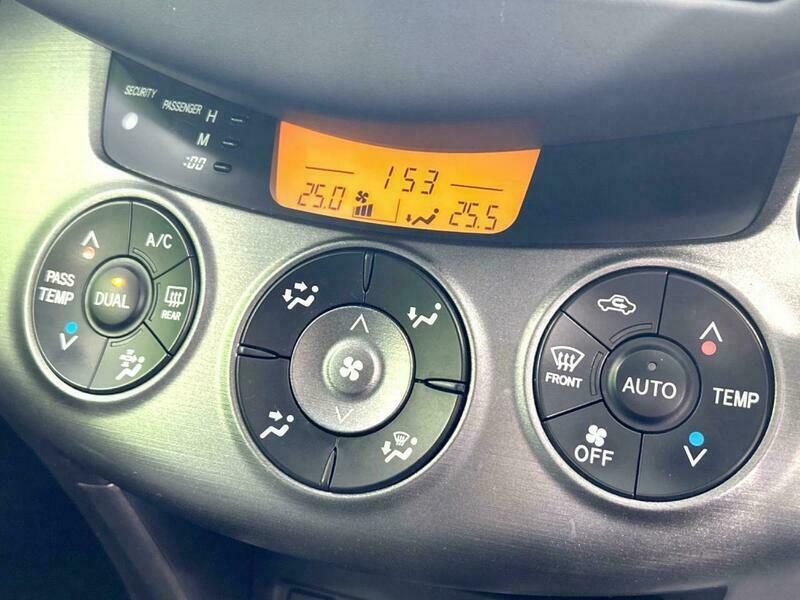 SECURITY
PASSENGER
H
M
:00
153
25.0
25.5
A/C
PASS
TEMP
DUAL
REAR
FRONT
AUTO
TEMP
OFF